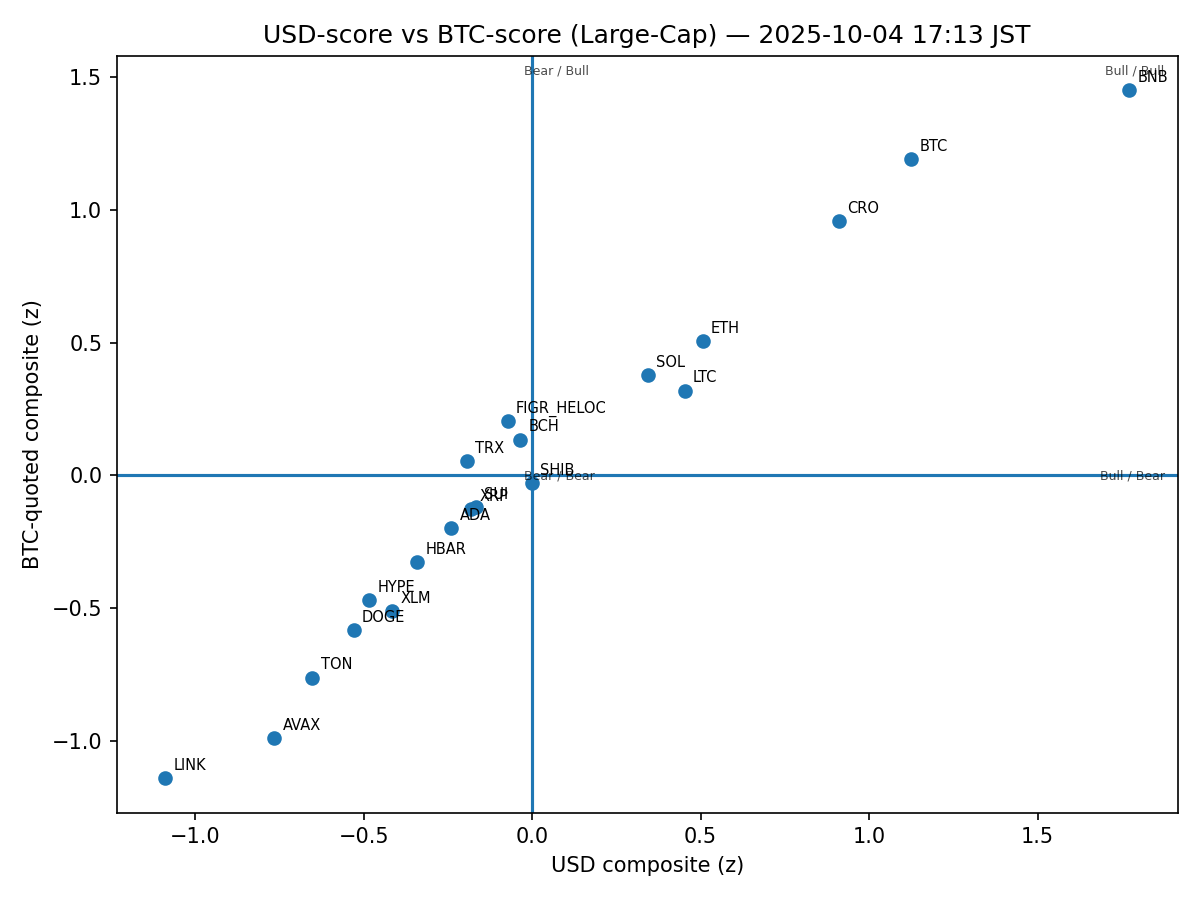 USD-score vs BTC-score (Large-Cap) — 2025-10-04 17:13 JST
Bear / Bull
Bull / Bull
BNB
BTC
CRO
ETH
SOL
LTC
FIGR_HELOC
BCH
TRX
SHIB
Bear / Bear
Bull / Bear
SUI
XRP
ADA
HBAR
HYPE
XLM
DOGE
TON
AVAX
LINK
1.5
1.0
0.5
0.0
−0.5
−1.0
BTC-quoted composite (z)
−1.0
−0.5
0.0
0.5
1.0
1.5
USD composite (z)